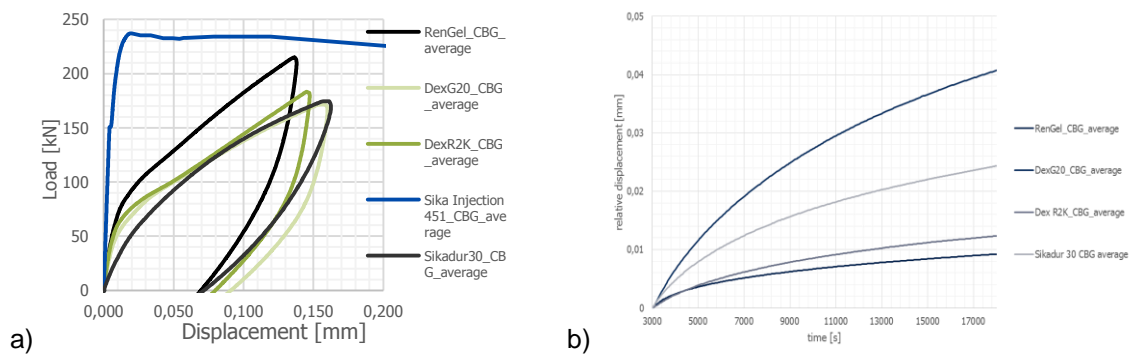 250
200
150
100
50
0
Load [kN]
0,000
0,050
0,100
0,150
0,200
Displacement [mm]
RenGel_CBG_
average
DexG20_CBG
_average
DexR2K_CBG
_average
Sika Injection
451_CBG_ave
rage
Sikadur30_CB
G_average
a)
0,05
0,04
0,03
0,02
0,01
0
relative displacement [mm]
3000
5000
7000
9000
11000
13000
15000
17000
time [s]
RenGel_CBG_average
DexG20_CBG_average
Dex R2K_CBG_average
Sikadur 30 CBG average
b)